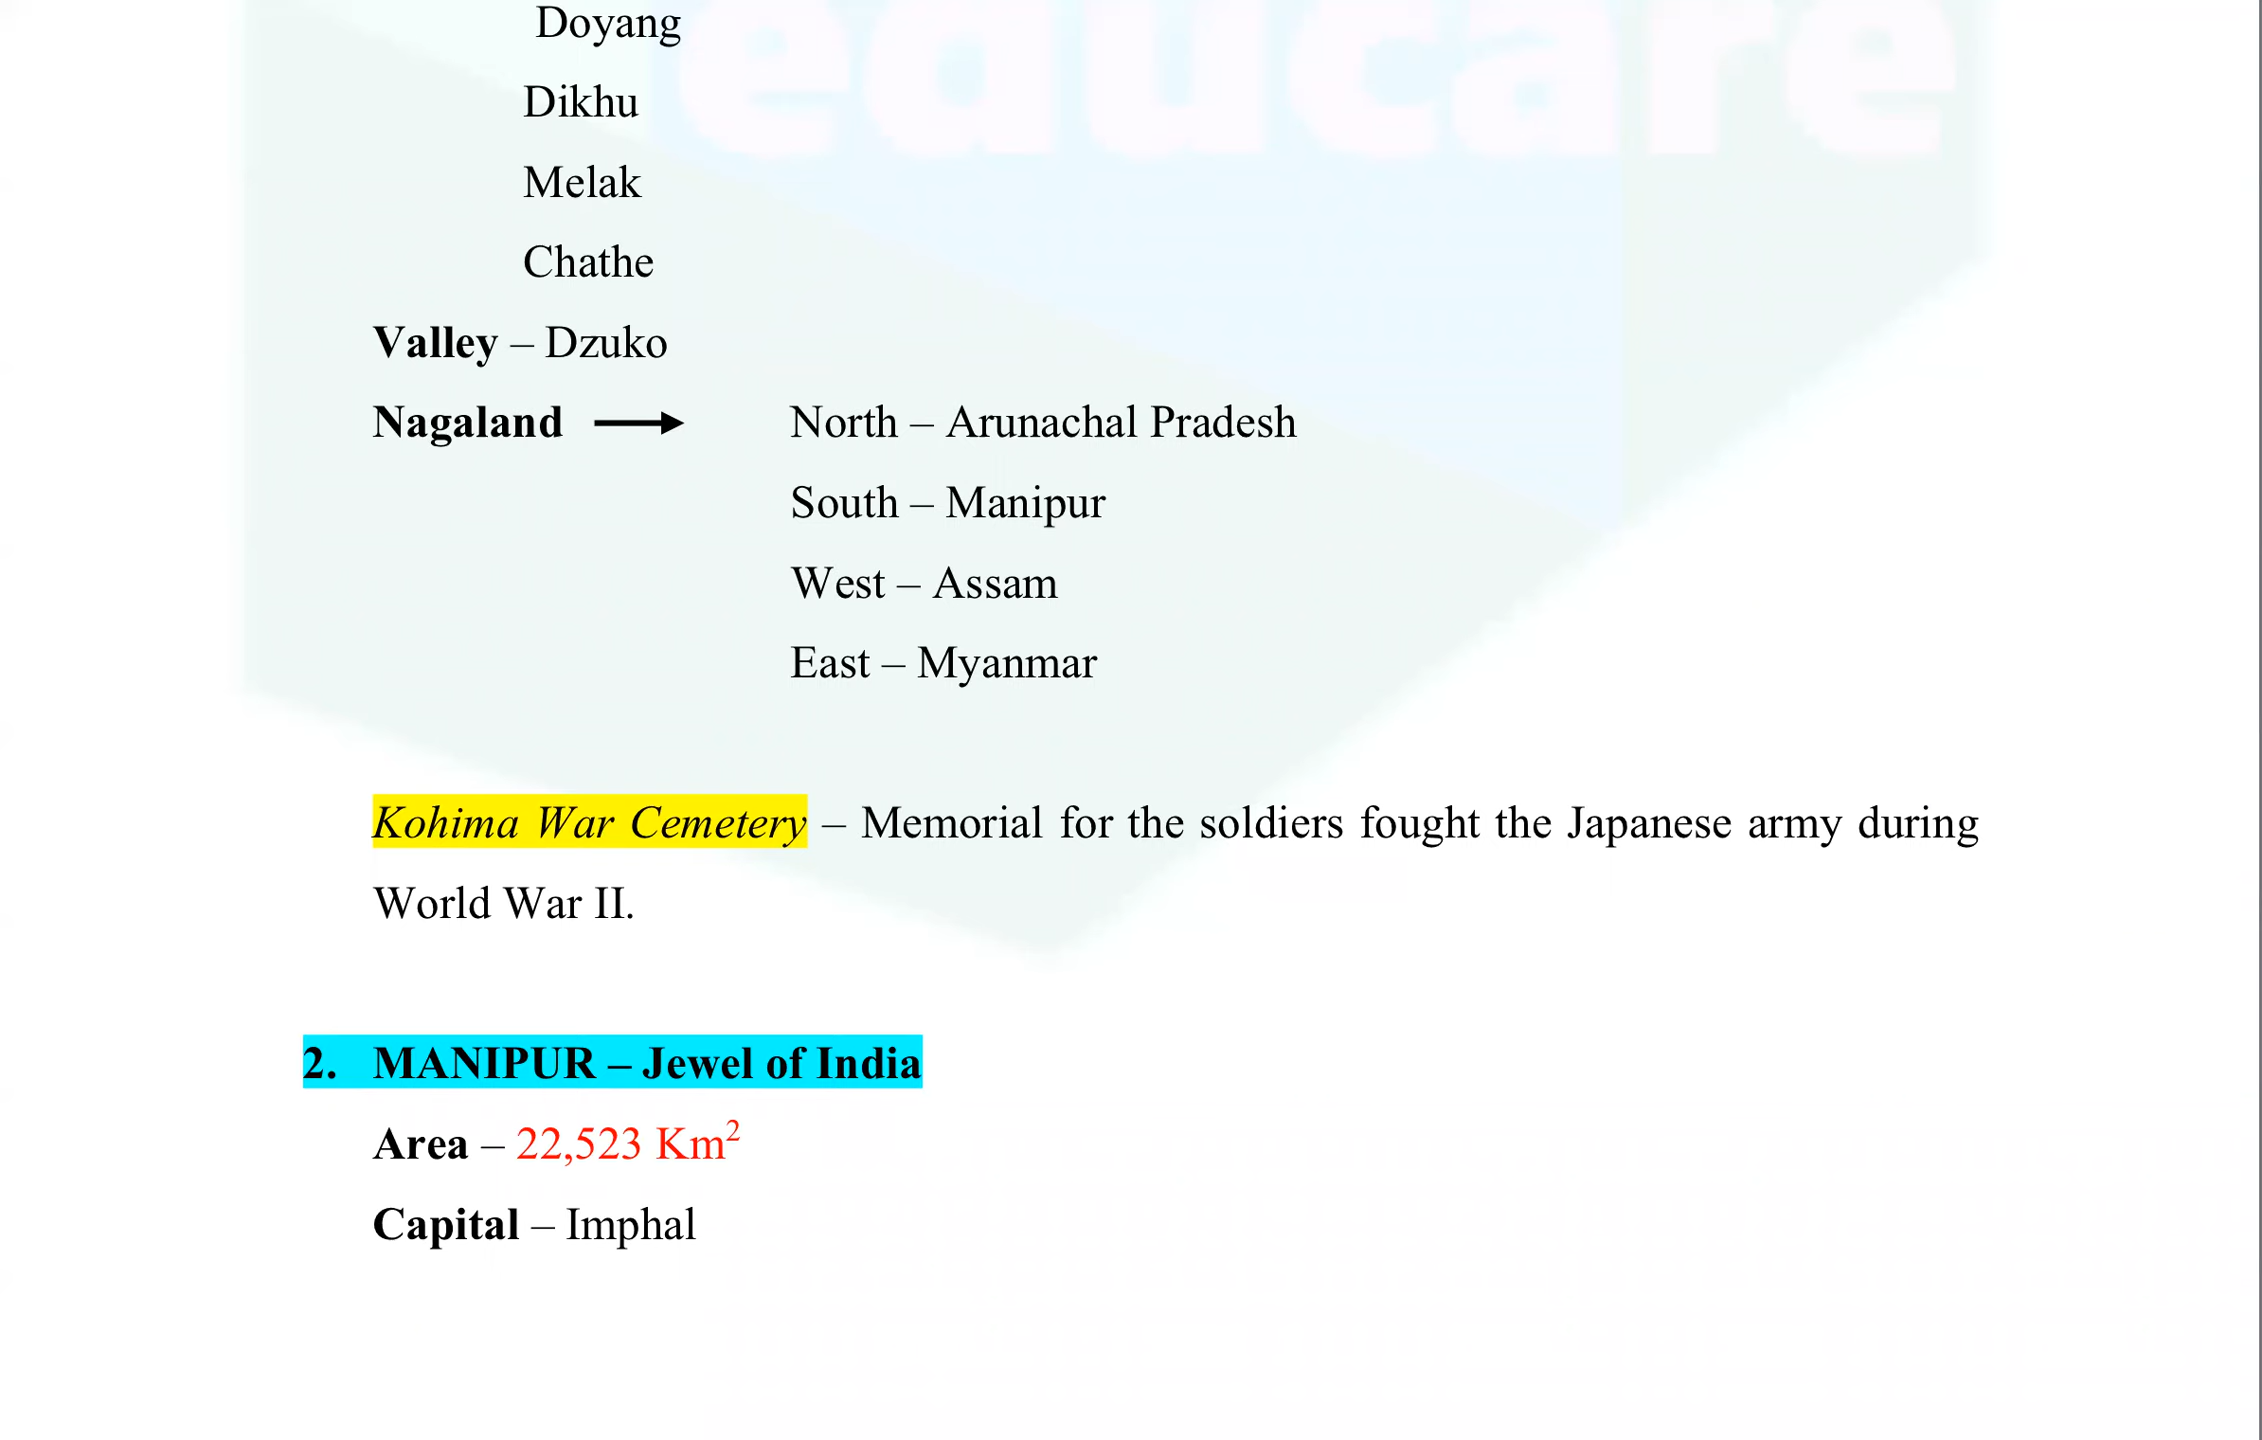 educare
Doyang
Dikhu
Melak
Chathe
Valley – Dzuko
Nagaland → North – Arunachal Pradesh
South – Manipur
West – Assam
East – Myanmar
Kohima War Cemetery – Memorial for the soldiers fought the Japanese army during
World War II.
2. MANIPUR – Jewel of India
Area – 22,523 Km²
Capital – Imphal